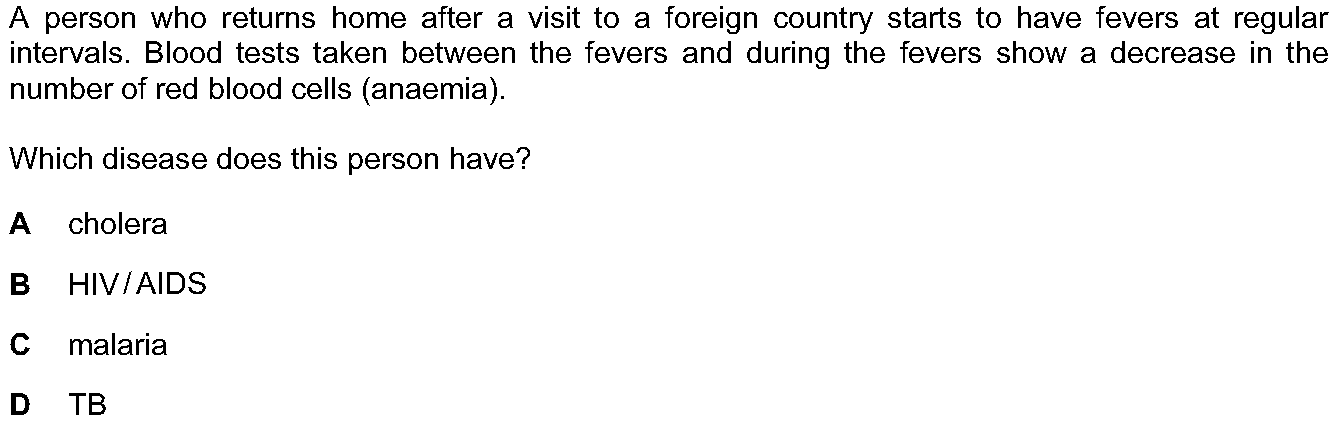 A person who returns home after a visit to a foreign country starts to have fevers at regular
intervals. Blood tests taken between the fevers and during the fevers show a decrease in the
number of red blood cells (anaemia).
Which disease does this person have?
A cholera
B HIV/AIDS
C malaria
D TB